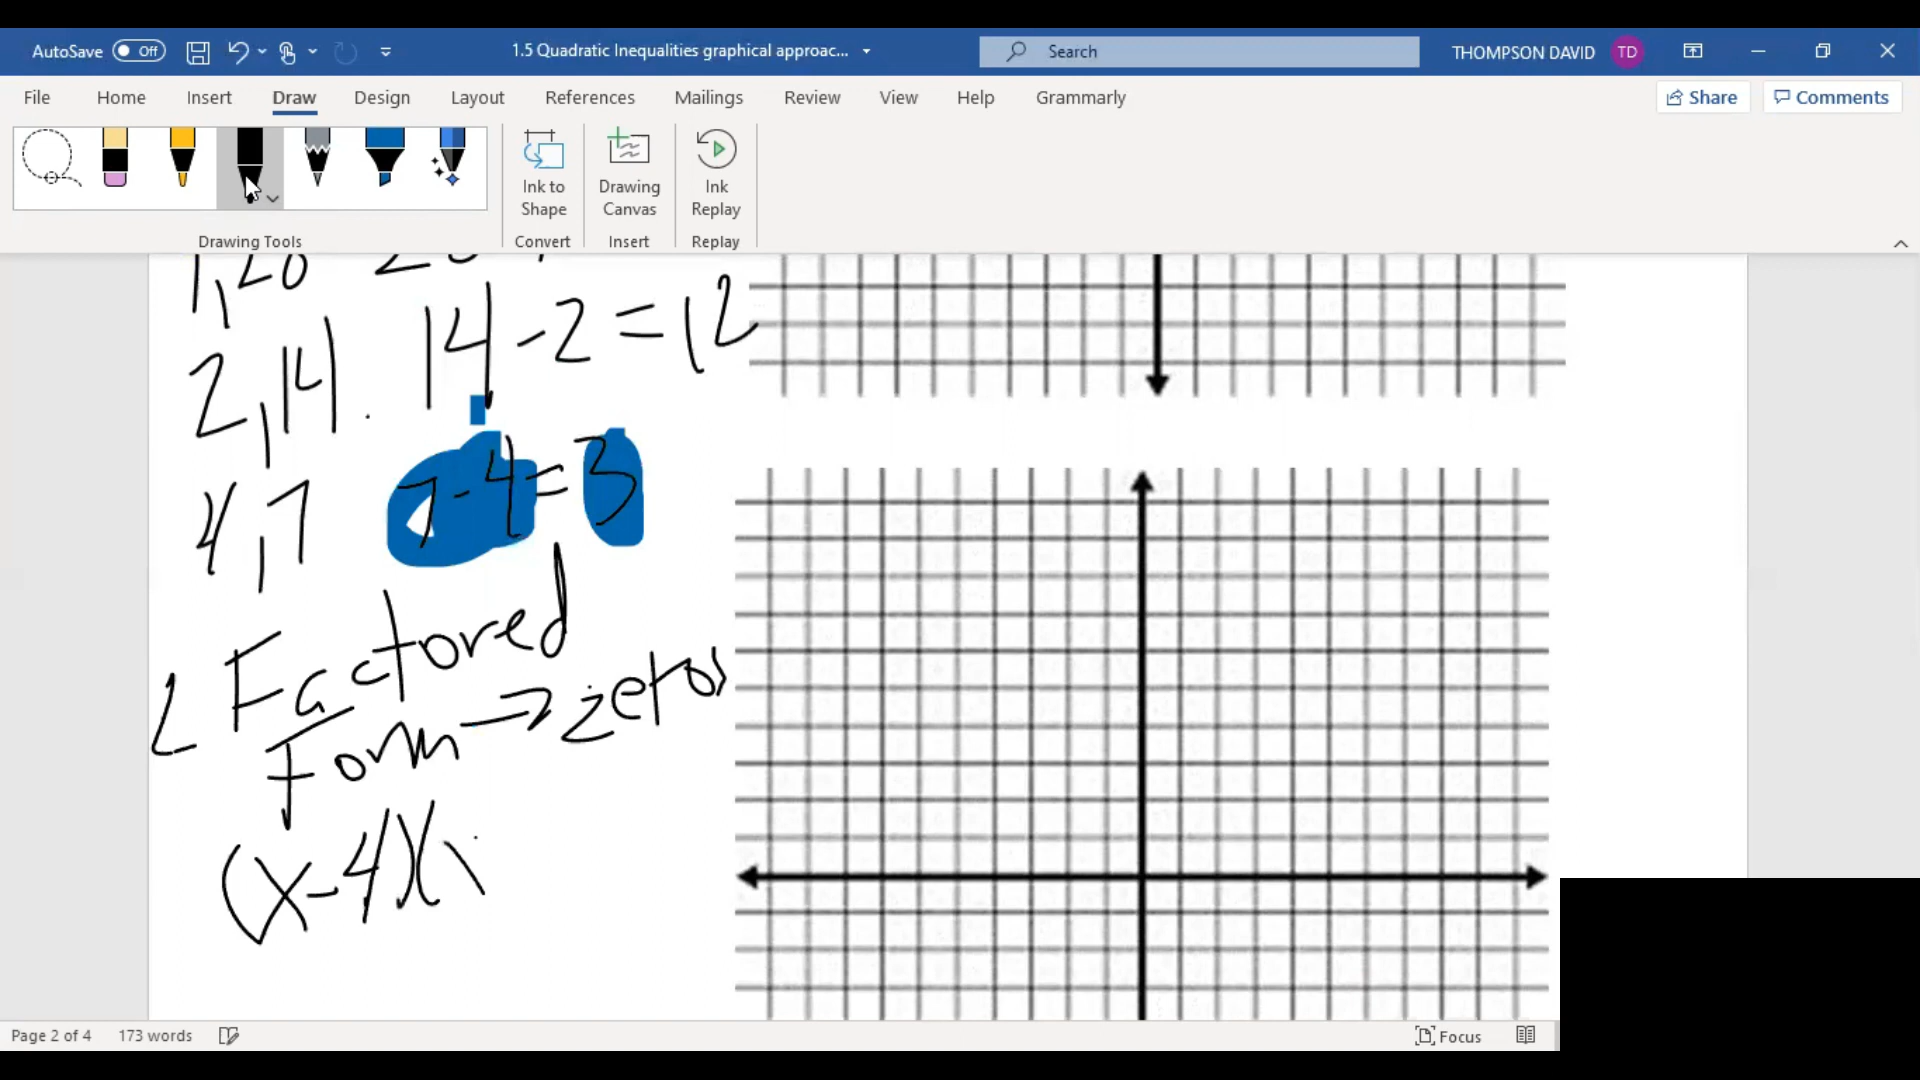 AutoSave Off 1.5 Quadratic Inequalities graphical approac... Search THOMPSON DAVID TD
File Home Insert Draw Design Layout References Mailings Review View Help Grammarly Share Comments
Ink to Shape
Drawing Canvas
Ink Replay
Drawing Tools Convert Insert Replay
1,28
2,14 . 14-2=12
4,7 7-4=3
2 Factored
Form → zeros
(x-4)(
Page 2 of 4 173 words Focus